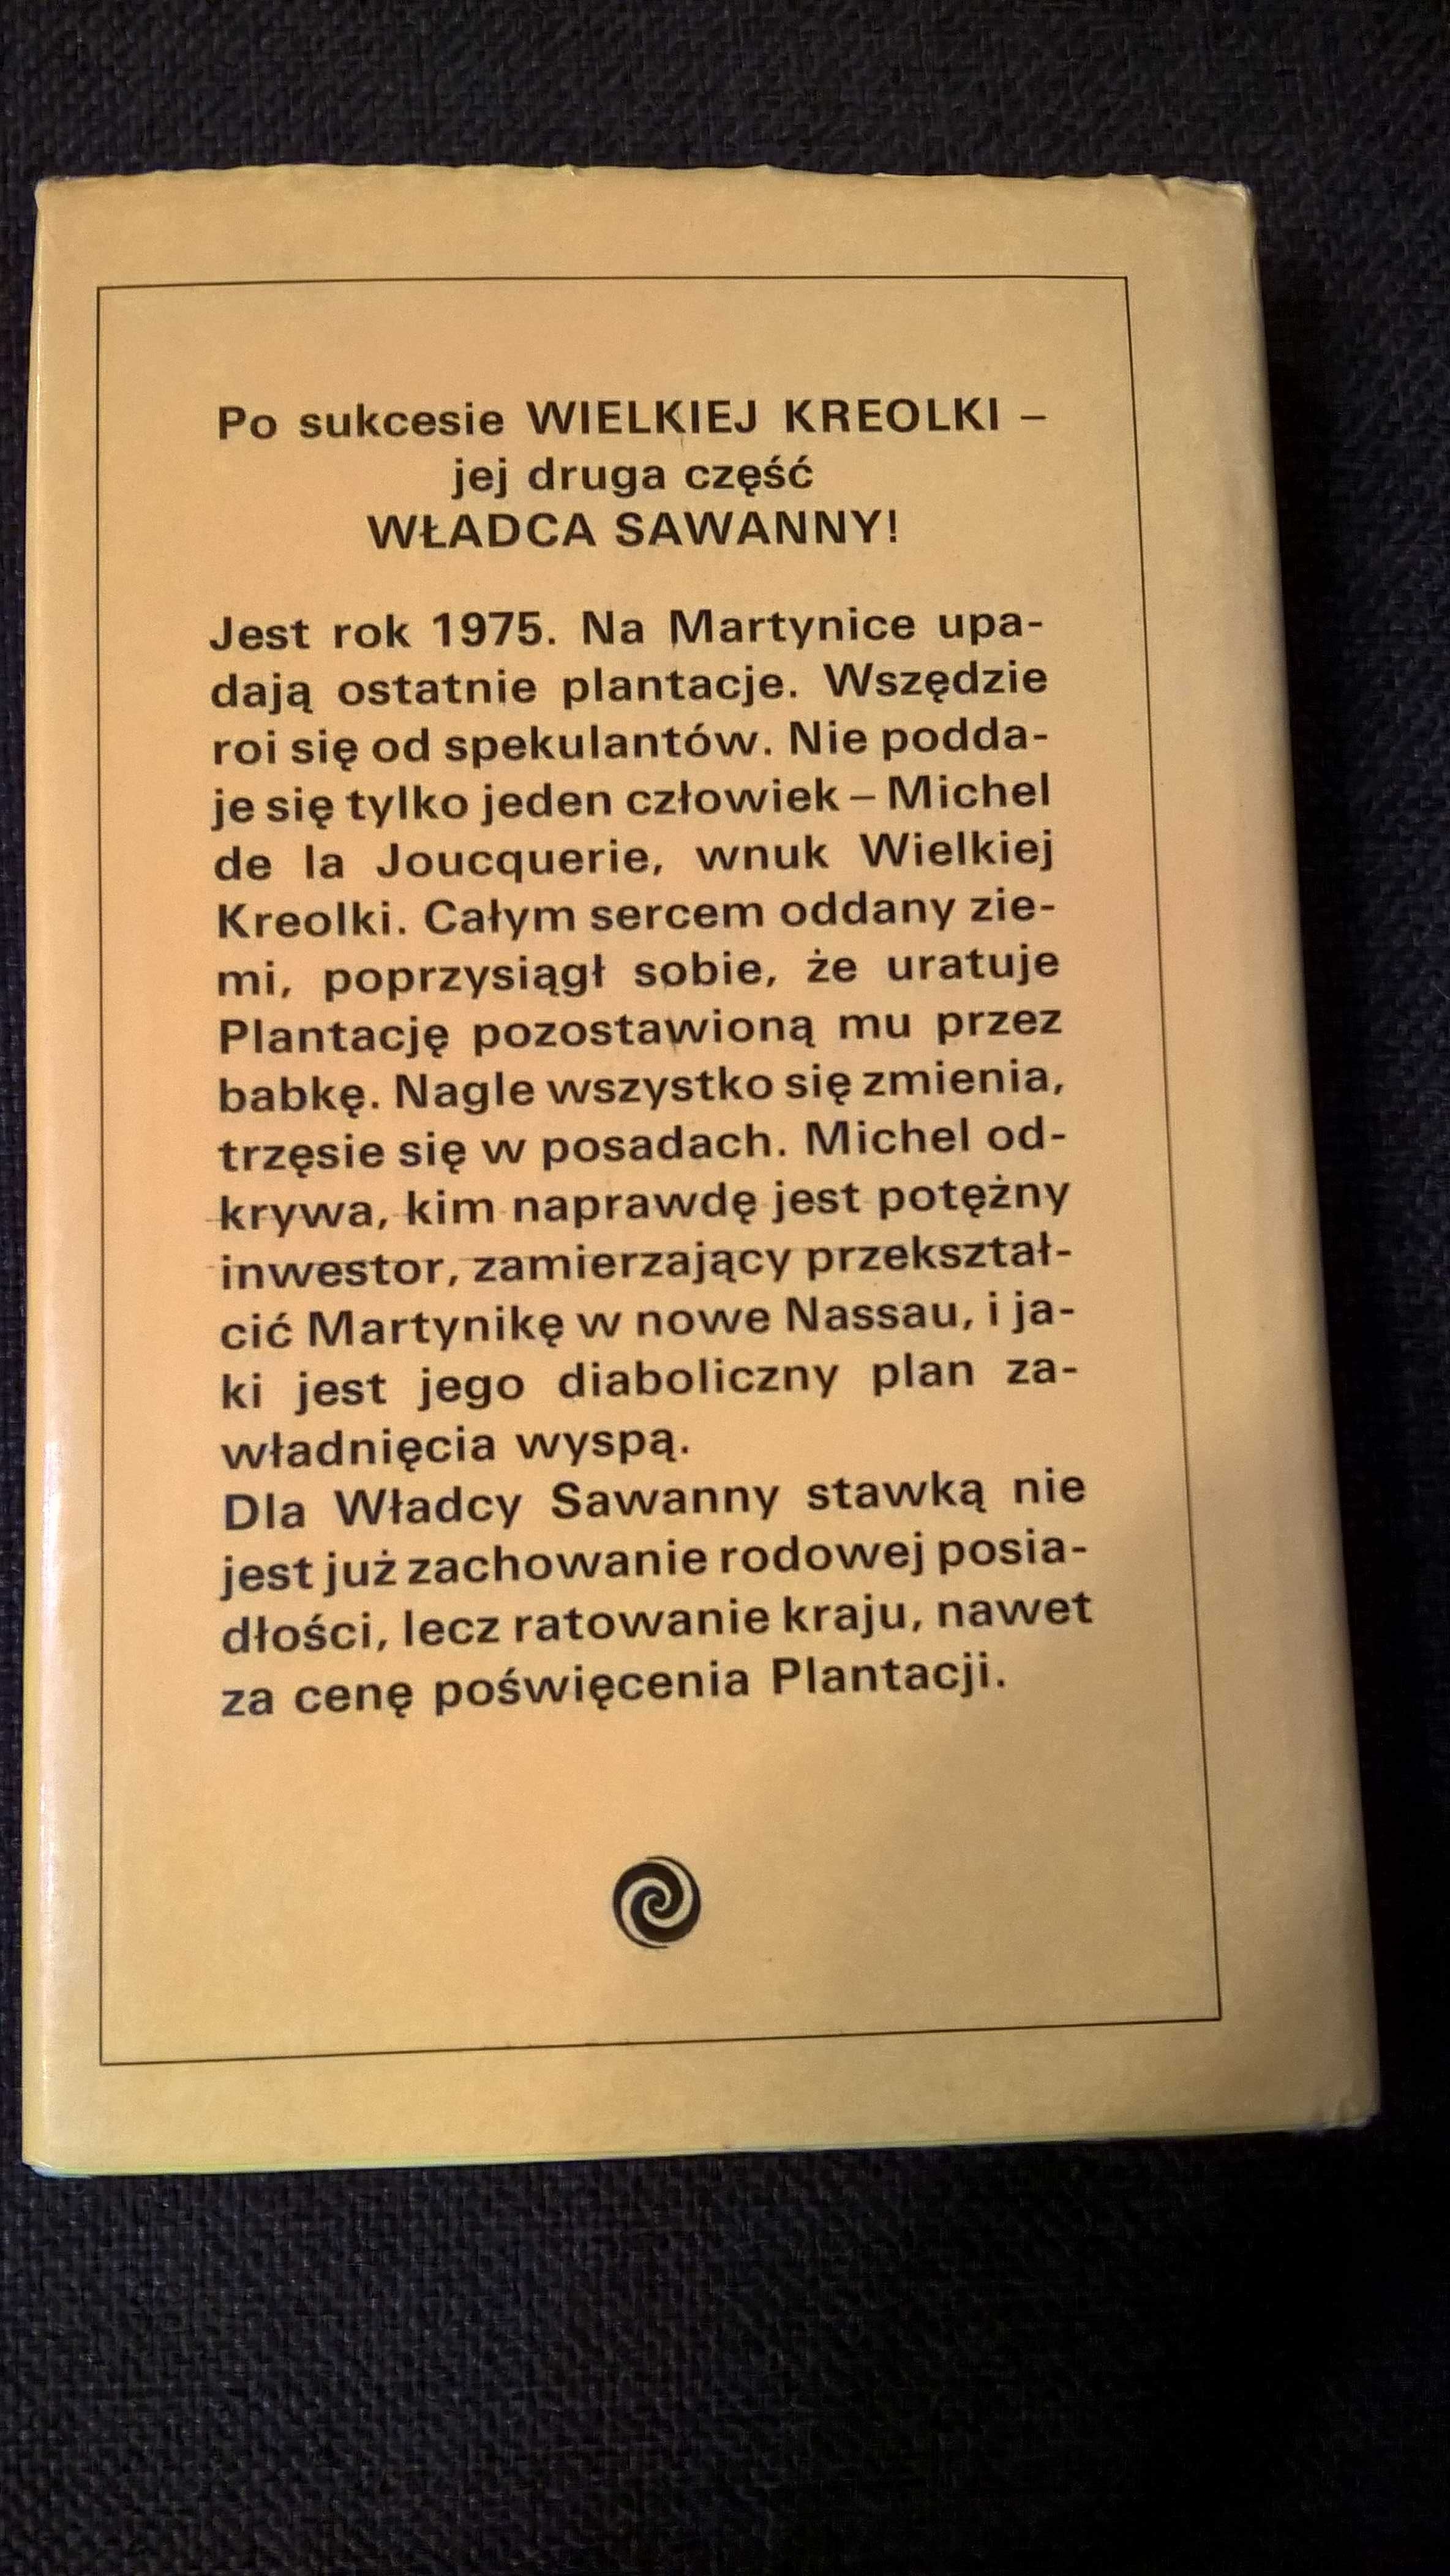 Po sukcesie WIELKIEJ KREOLKI –
jej druga część
WŁADCA SAWANNY!
Jest rok 1975. Na Martynice upa-
dają ostatnie plantacje. Wszędzie
roi się od spekulantów. Nie podda-
je się tylko jeden człowiek – Michel
de la Joucquerie, wnuk Wielkiej
Kreolki. Całym sercem oddany zie-
mi, poprzysiągł sobie, że uratuje
Plantację pozostawioną mu przez
babkę. Nagle wszystko się zmienia,
trzęsie się w posadach. Michel od-
krywa, kim naprawdę jest potężny
inwestor, zamierzający przekształ-
cić Martynikę w nowe Nassau, i ja-
ki jest jego diaboliczny plan za-
władnięcia wyspą.
Dla Władcy Sawanny stawką nie
jest już zachowanie rodowej posia-
dłości, lecz ratowanie kraju, nawet
za cenę poświęcenia Plantacji.